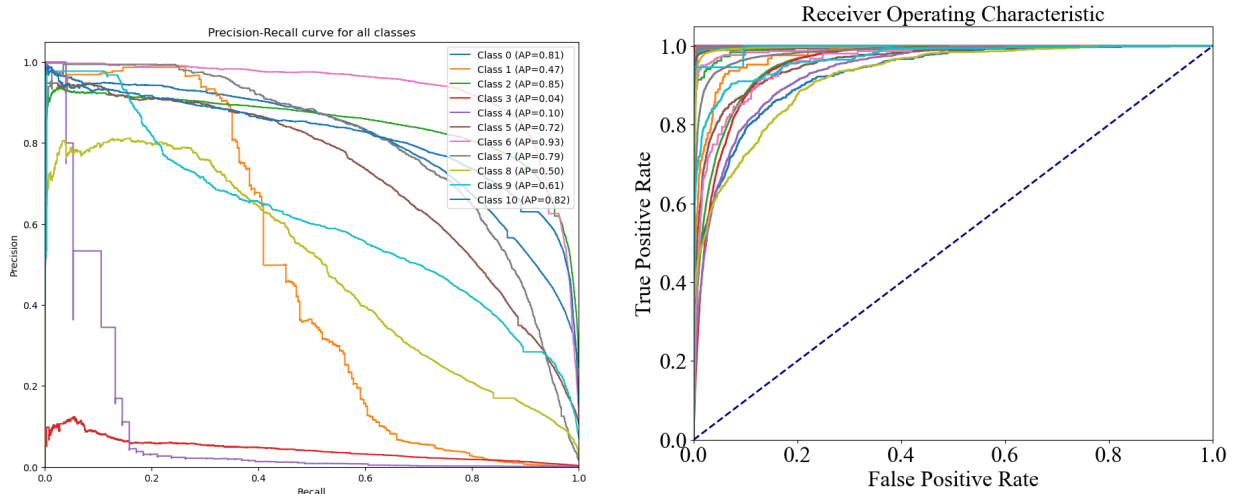 Precision-Recall curve for all classes
Class 0 (AP=0.81)
Class 1 (AP=0.47)
Class 2 (AP=0.85)
Class 3 (AP=0.04)
Class 4 (AP=0.10)
Class 5 (AP=0.72)
Class 6 (AP=0.93)
Class 7 (AP=0.79)
Class 8 (AP=0.50)
Class 9 (AP=0.61)
Class 10 (AP=0.82)
1.0
0.8
0.6
0.4
0.2
0.0
Precision
0.0 0.2 0.4 0.6 0.8 1.0
Recall
Receiver Operating Characteristic
1.0
0.8
0.6
0.4
0.2
0.0
True Positive Rate
0.0 0.2 0.4 0.6 0.8 1.0
False Positive Rate